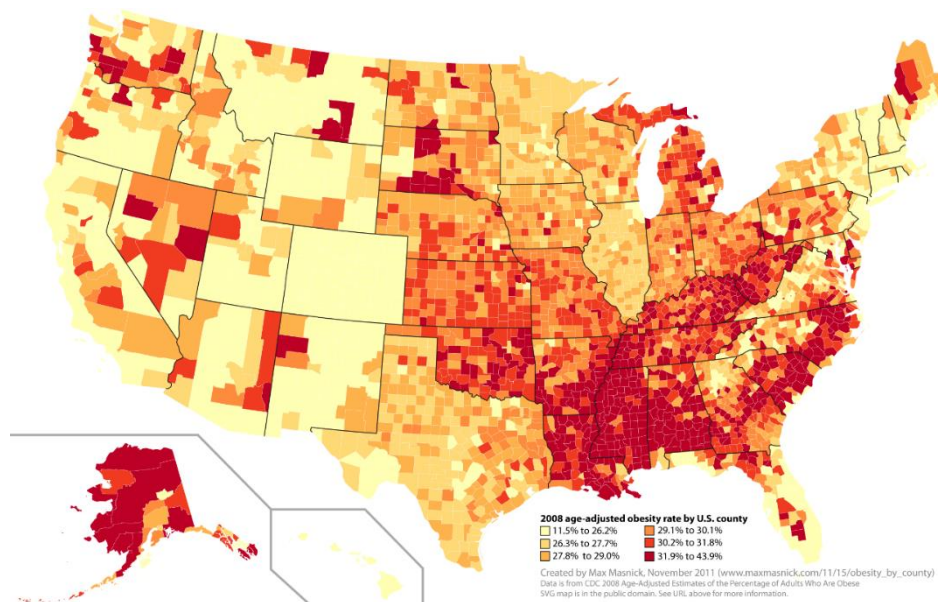 2008 age-adjusted obesity rate by U.S. county
11.5% to 26.2% 29.1% to 30.1%
26.3% to 27.7% 30.2% to 31.8%
27.8% to 29.0% 31.9% to 43.9%
Created by Max Masnick, November 2011 (www.maxmasnick.com/11/15/obesity_by_county)
Data is from CDC 2008 Age-Adjusted Estimates of the Percentage of Adults Who Are Obese
SVG map is in the public domain. See URL above for more information.